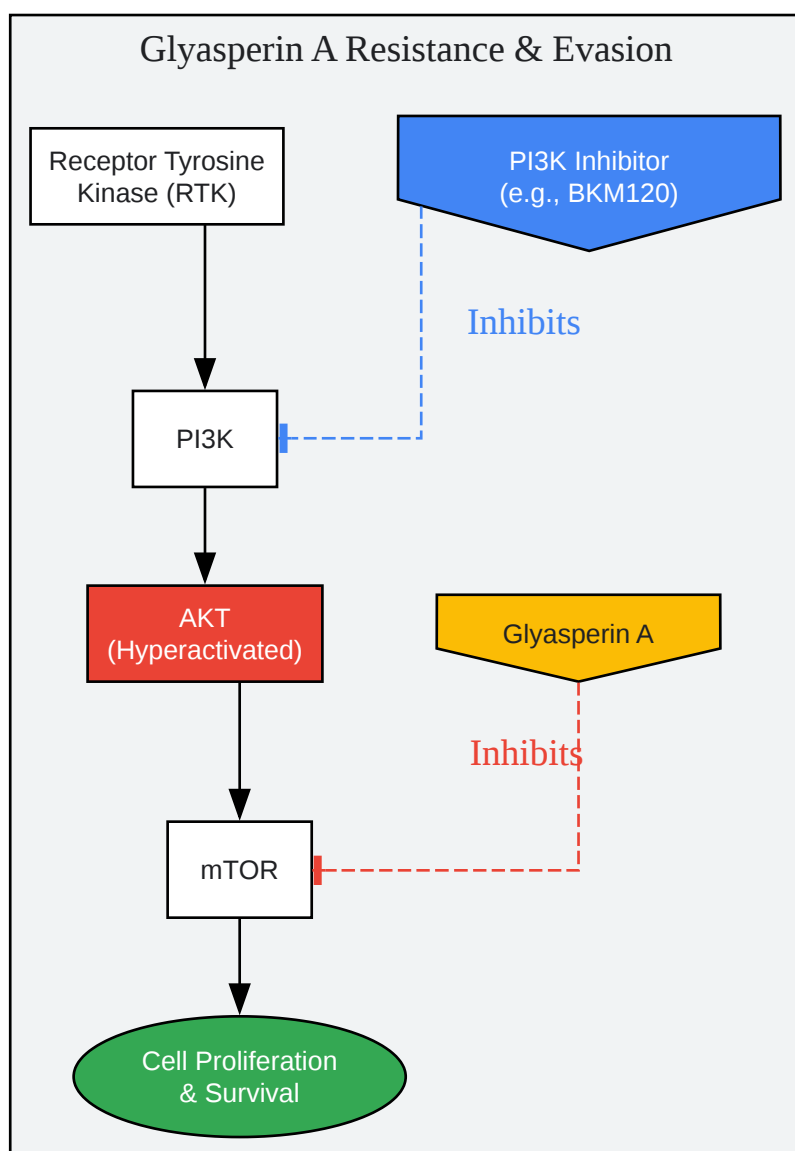 Glyasperin A Resistance & Evasion
Receptor Tyrosine
Kinase (RTK)
PI3K Inhibitor
(e.g., BKM120)
Inhibits
PI3K
AKT
(Hyperactivated)
Glyasperin A
Inhibits
mTOR
Cell Proliferation
& Survival